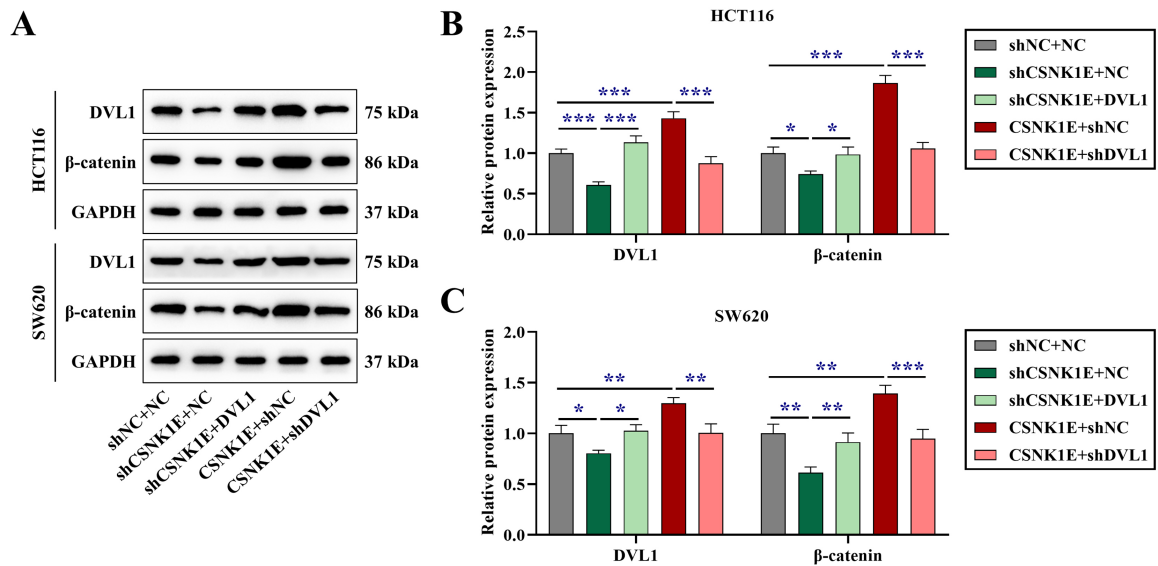 A
HCT116
DVL1
75 kDa
β-catenin
86 kDa
GAPDH
37 kDa
SW620
DVL1
75 kDa
β-catenin
86 kDa
GAPDH
37 kDa
shNC+NC
shCSNK1E+NC
shCSNK1E+DVL1
CSNK1E+shNC
CSNK1E+shDVL1
B
HCT116
Relative protein expression
2.5
2.0
1.5
1.0
0.5
0.0
*** *** *** ***
*** *** * *
DVL1
β-catenin
shNC+NC
shCSNK1E+NC
shCSNK1E+DVL1
CSNK1E+shNC
CSNK1E+shDVL1
C
SW620
Relative protein expression
2.0
1.5
1.0
0.5
0.0
** ** ** ***
* * ** **
DVL1
β-catenin
shNC+NC
shCSNK1E+NC
shCSNK1E+DVL1
CSNK1E+shNC
CSNK1E+shDVL1